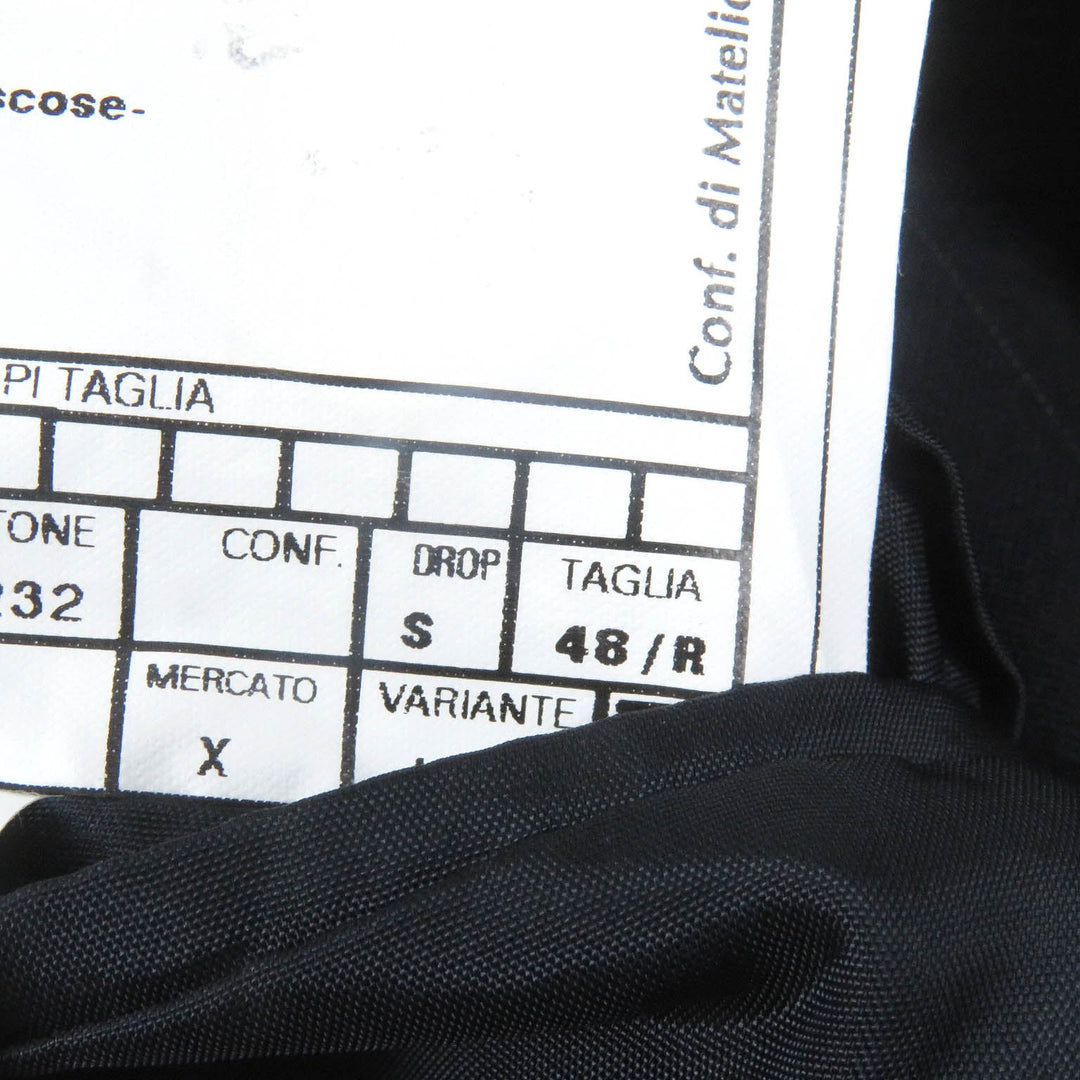 Conf. di Matelic
scose-
PI TAGLIA
TONE CONF. DROP TAGLIA
232 S 48/R
MERCATO VARIANTE
X